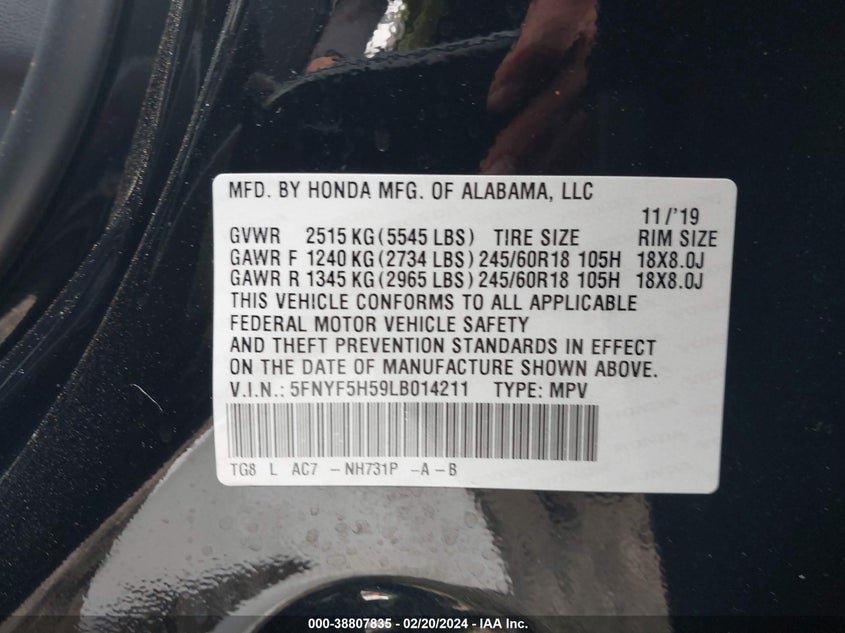 MFD. BY HONDA MFG. OF ALABAMA, LLC
11/'19
GVWR 2515 KG (5545 LBS) TIRE SIZE RIM SIZE
GAWR F 1240 KG (2734 LBS) 245/60R18 105H 18X8.0J
GAWR R 1345 KG (2965 LBS) 245/60R18 105H 18X8.0J
THIS VEHICLE CONFORMS TO ALL APPLICABLE
FEDERAL MOTOR VEHICLE SAFETY
AND THEFT PREVENTION STANDARDS IN EFFECT
ON THE DATE OF MANUFACTURE SHOWN ABOVE.
V.I.N.: 5FNYF5H59LB014211 TYPE: MPV
TG8 L AC7 -NH731P -A-B
000-38807835 - 02/20/2024 - IAA Inc.